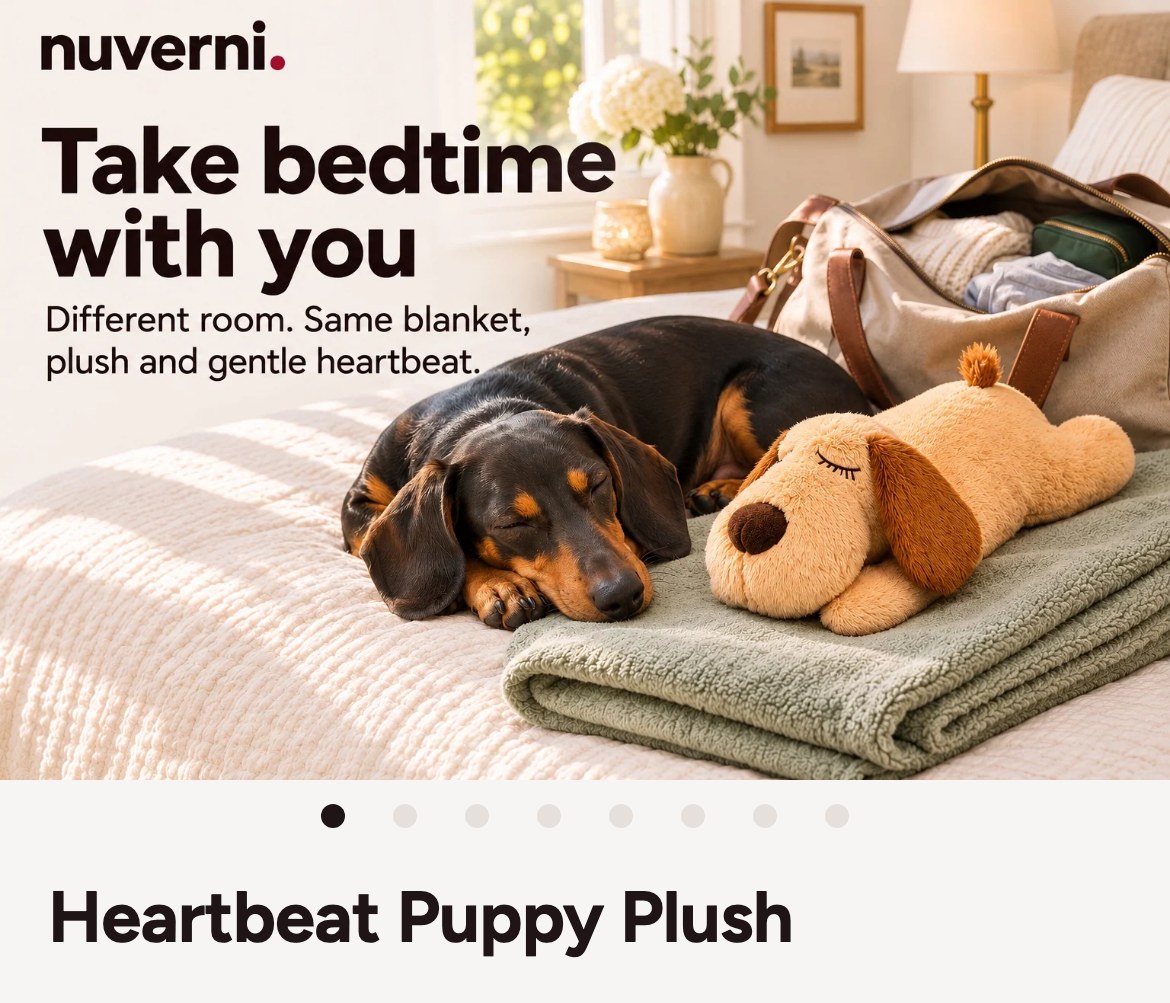 nuverni.
Take bedtime
with you
Different room. Same blanket,
plush and gentle heartbeat.
Heartbeat Puppy Plush